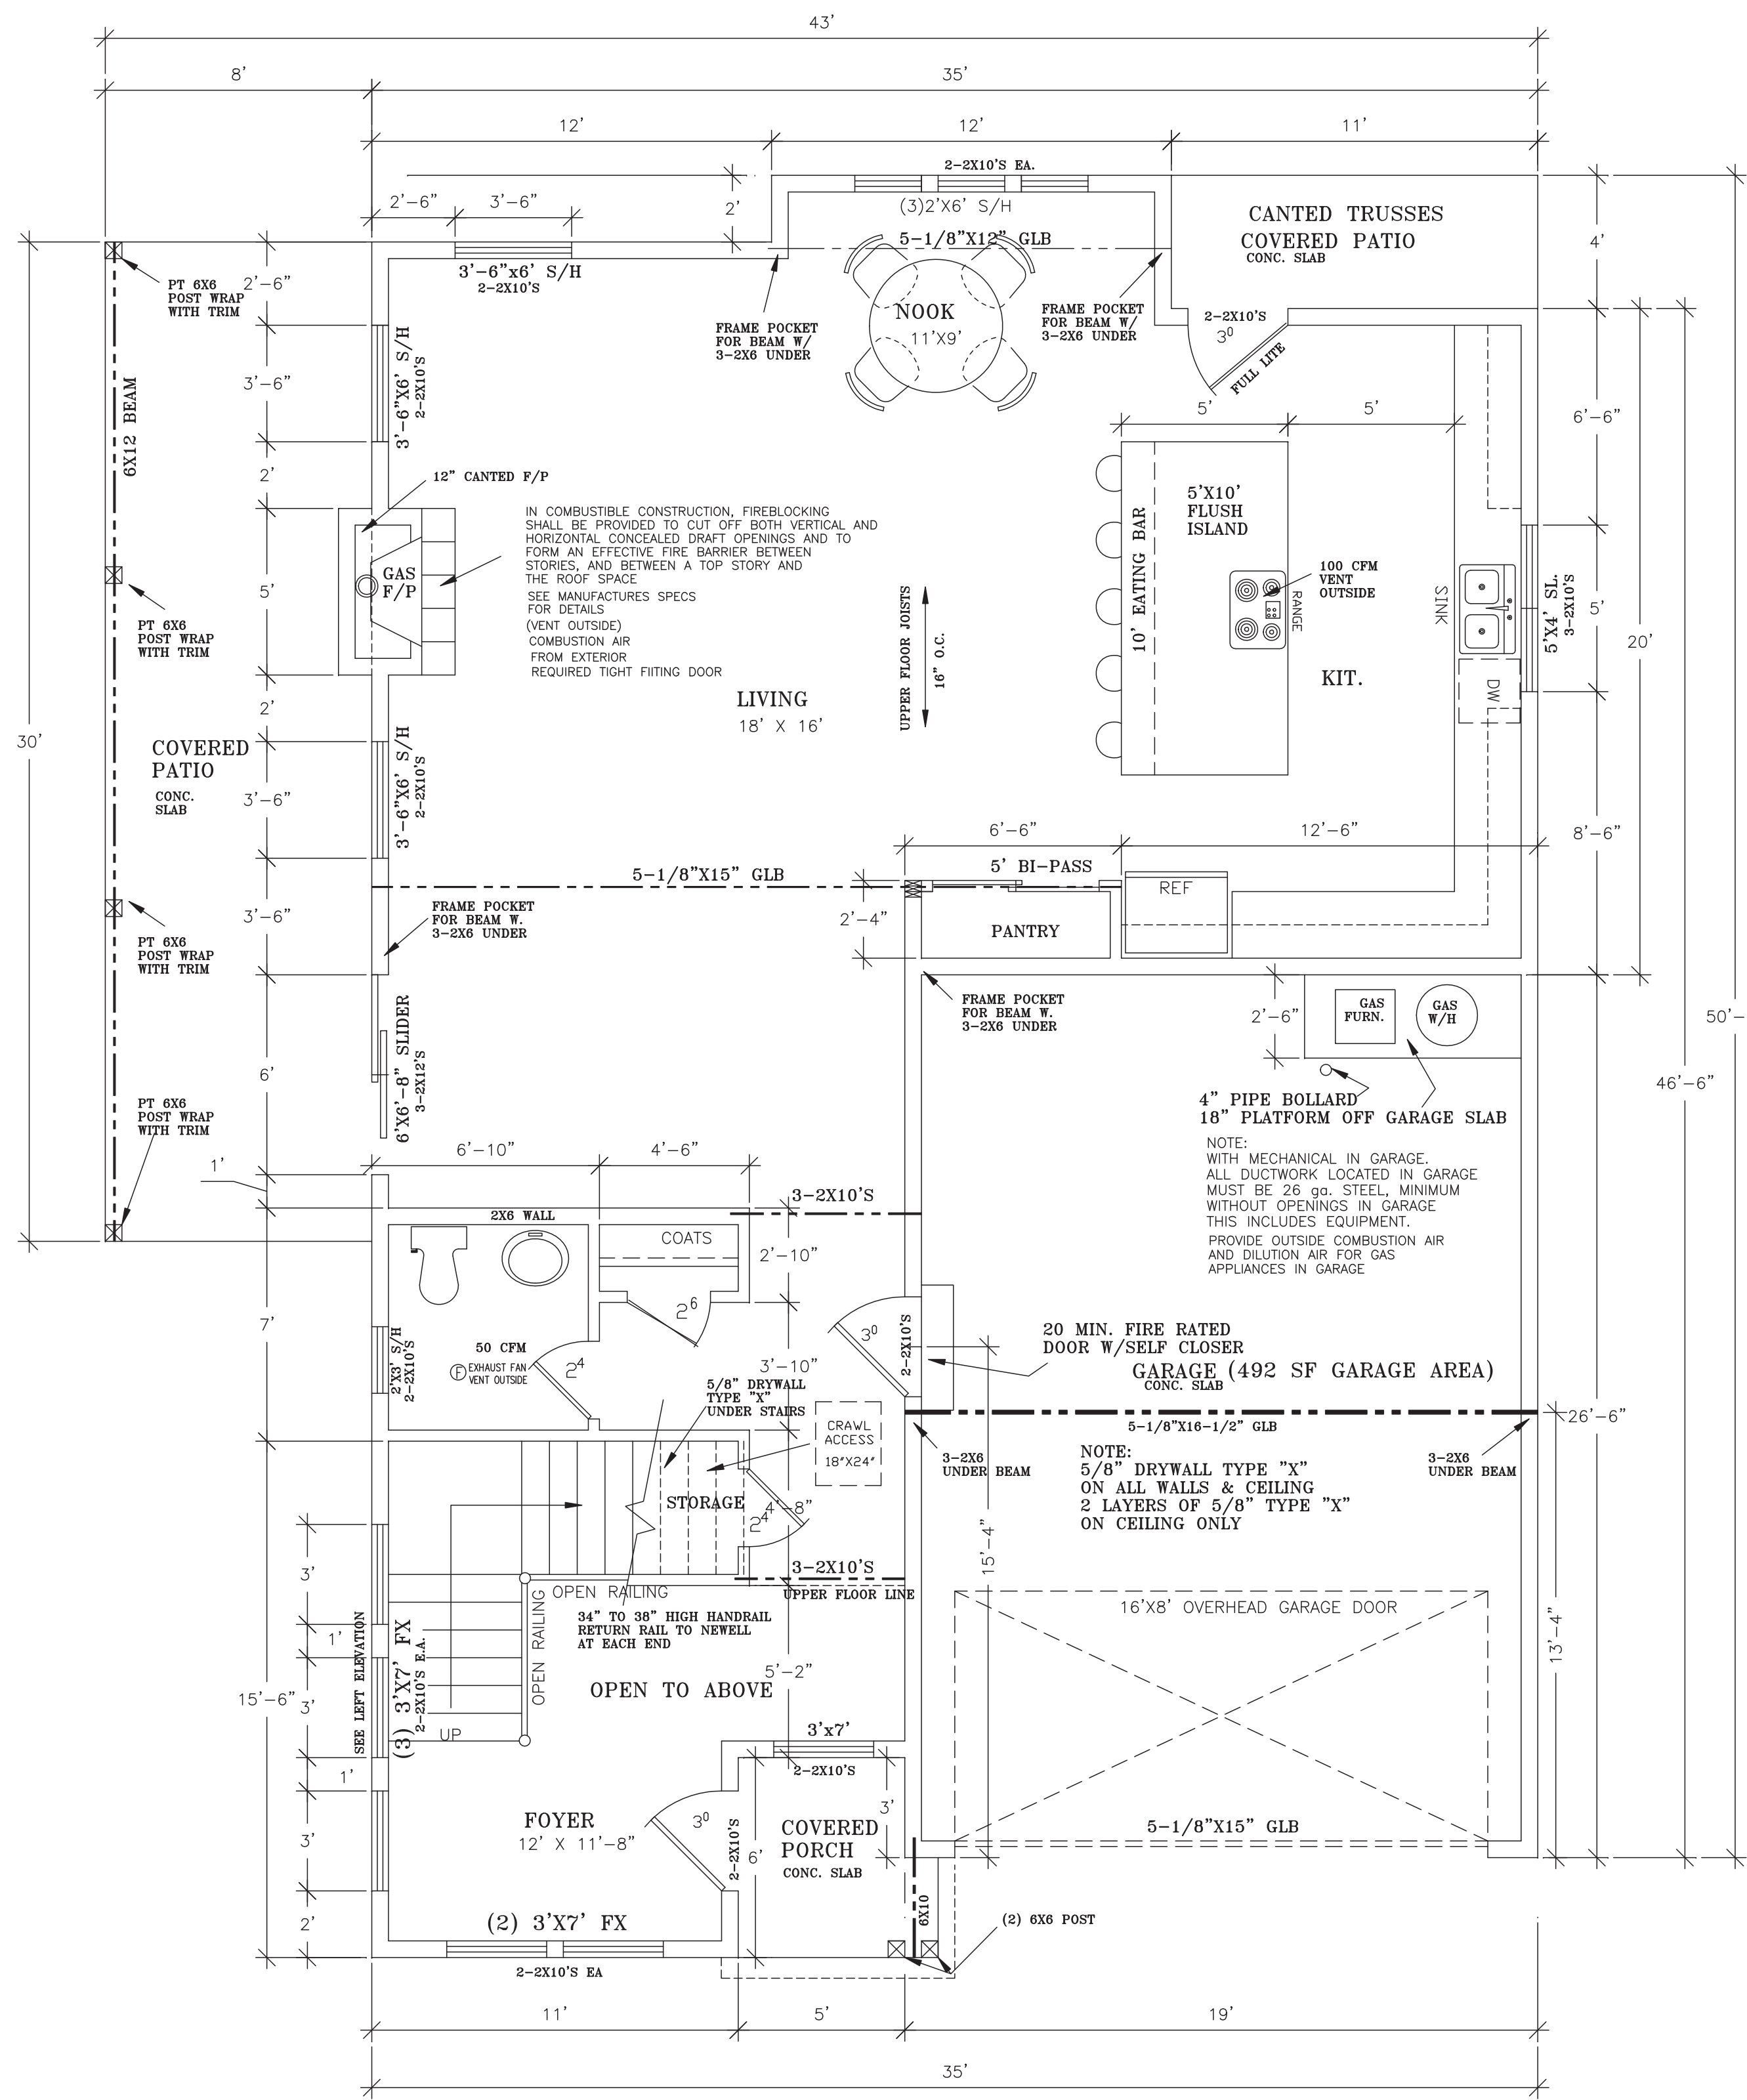 43'
8'
35'
12'
12'
11'
2-2X10'S EA.
2'-6"
3'-6"
2'
(3)2'X6' S/H
CANTED TRUSSES
COVERED PATIO
CONC. SLAB
4'
5-1/8"X12" GLB
3'-6"x6' S/H
2-2X10'S
PT 6X6
POST WRAP
WITH TRIM
2'-6"
NOOK
11'X9'
FRAME POCKET
FOR BEAM W/
3-2X6 UNDER
FRAME POCKET
FOR BEAM W/
3-2X6 UNDER
2-2X10'S
3⁰
FULL LITE
3'-6"X6' S/H
2-2X10'S
3'-6"
6X12 BEAM
5'
5'
6'-6"
2'
12" CANTED F/P
IN COMBUSTIBLE CONSTRUCTION, FIREBLOCKING
SHALL BE PROVIDED TO CUT OFF BOTH VERTICAL AND
HORIZONTAL CONCEALED DRAFT OPENINGS AND TO
FORM AN EFFECTIVE FIRE BARRIER BETWEEN
STORIES, AND BETWEEN A TOP STORY AND
THE ROOF SPACE
SEE MANUFACTURES SPECS
FOR DETAILS
(VENT OUTSIDE)
COMBUSTION AIR
FROM EXTERIOR
REQUIRED TIGHT FIITING DOOR
GAS
F/P
5'
5'X10'
FLUSH
ISLAND
10' EATING BAR
100 CFM
VENT
OUTSIDE
RANGE
SINK
5'X4' SL.
3-2X10'S
5'
20'
PT 6X6
POST WRAP
WITH TRIM
UPPER FLOOR JOISTS
16" O.C.
KIT.
DW
LIVING
18' X 16'
2'
30'
COVERED
PATIO
CONC.
SLAB
3'-6"
3'-6"X6' S/H
2-2X10'S
6'-6"
12'-6"
8'-6"
5-1/8"X15" GLB
5' BI-PASS
REF
2'-4"
PANTRY
3'-6"
FRAME POCKET
FOR BEAM W.
3-2X6 UNDER
PT 6X6
POST WRAP
WITH TRIM
FRAME POCKET
FOR BEAM W.
3-2X6 UNDER
2'-6"
GAS
FURN.
GAS
W/H
50'-
6'X6'-8" SLIDER
3-2X12'S
6'
46'-6"
4" PIPE BOLLARD
18" PLATFORM OFF GARAGE SLAB
PT 6X6
POST WRAP
WITH TRIM
NOTE:
WITH MECHANICAL IN GARAGE.
ALL DUCTWORK LOCATED IN GARAGE
MUST BE 26 ga. STEEL, MINIMUM
WITHOUT OPENINGS IN GARAGE
THIS INCLUDES EQUIPMENT.
PROVIDE OUTSIDE COMBUSTION AIR
AND DILUTION AIR FOR GAS
APPLIANCES IN GARAGE
1'
6'-10"
4'-6"
3-2X10'S
2X6 WALL
COATS
2'-10"
2⁶
7'
50 CFM
F
EXHAUST FAN
VENT OUTSIDE
2'X3' S/H
2-2X10'S
2⁴
3'-10"
3⁰
2-2X10'S
20 MIN. FIRE RATED
DOOR W/SELF CLOSER
GARAGE (492 SF GARAGE AREA)
CONC. SLAB
5/8" DRYWALL
TYPE "X"
UNDER STAIRS
CRAWL
ACCESS
18"X24"
26'-6"
5-1/8"X16-1/2" GLB
3-2X6
UNDER BEAM
3-2X6
UNDER BEAM
NOTE:
5/8" DRYWALL TYPE "X"
ON ALL WALLS & CEILING
2 LAYERS OF 5/8" TYPE "X"
ON CEILING ONLY
STORAGE
4'-8"
2⁴
15'-4"
3'
3-2X10'S
UPPER FLOOR LINE
OPEN RAILING
OPEN RAILING
34" TO 38" HIGH HANDRAIL
RETURN RAIL TO NEWELL
AT EACH END
16'X8' OVERHEAD GARAGE DOOR
13'-4"
1'
SEE LEFT ELEVATION
(3) 3'X7' FX
2-2X10'S E.A.
15'-6"
3'
5'-2"
OPEN TO ABOVE
UP
3'x7'
2-2X10'S
1'
FOYER
12' X 11'-8"
3⁰
2-2X10'S
3'
3'
COVERED
PORCH
CONC. SLAB
6'
5-1/8"X15" GLB
2'
(2) 3'X7' FX
6X10
(2) 6X6 POST
2-2X10'S EA
11'
5'
19'
35'